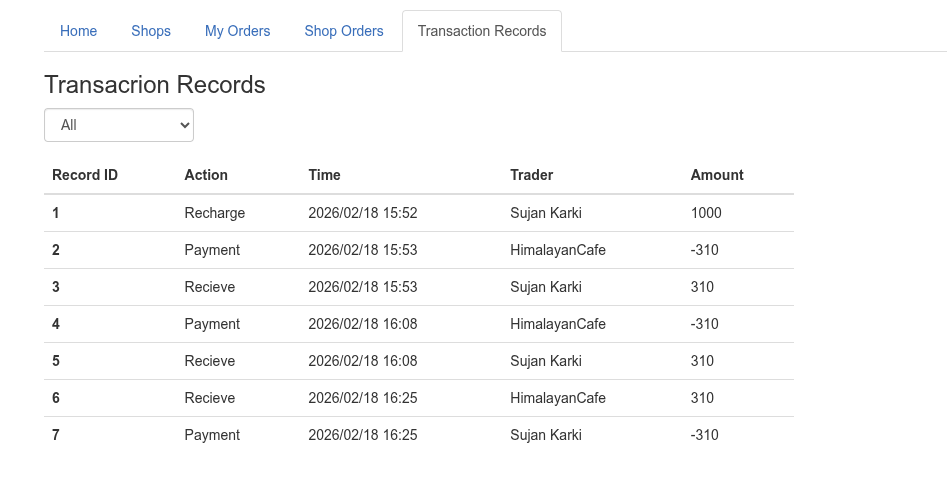 Home Shops My Orders Shop Orders Transaction Records
Transacrion Records
All
Record ID Action Time Trader Amount
1 Recharge 2026/02/18 15:52 Sujan Karki 1000
2 Payment 2026/02/18 15:53 HimalayanCafe -310
3 Recieve 2026/02/18 15:53 Sujan Karki 310
4 Payment 2026/02/18 16:08 HimalayanCafe -310
5 Recieve 2026/02/18 16:08 Sujan Karki 310
6 Recieve 2026/02/18 16:25 HimalayanCafe 310
7 Payment 2026/02/18 16:25 Sujan Karki -310